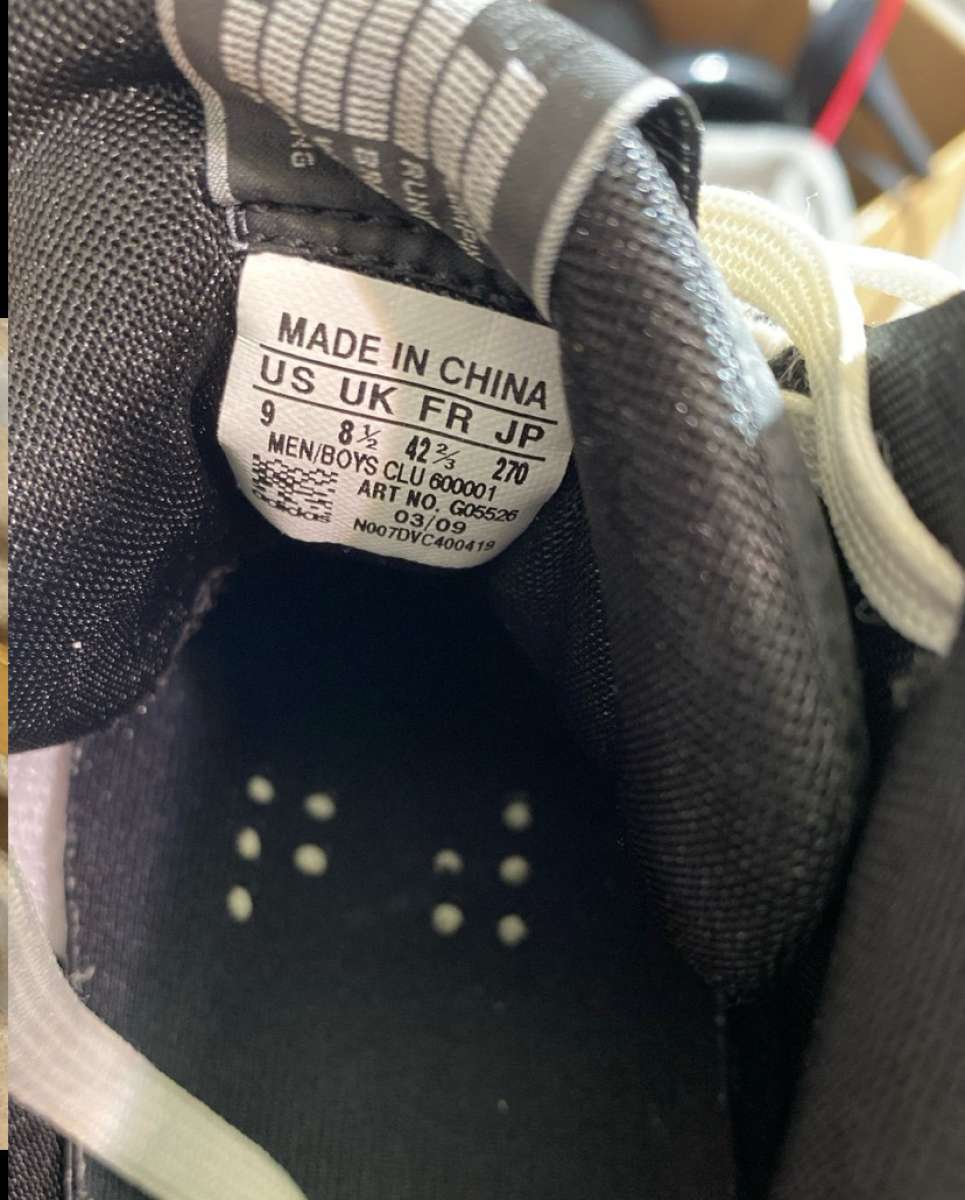 MADE IN CHINA
US UK FR JP
9 8½ 42⅔ 270
MEN/BOYS CLU 600001
ART NO. G05526
03/09
N007DVC400419
adidas